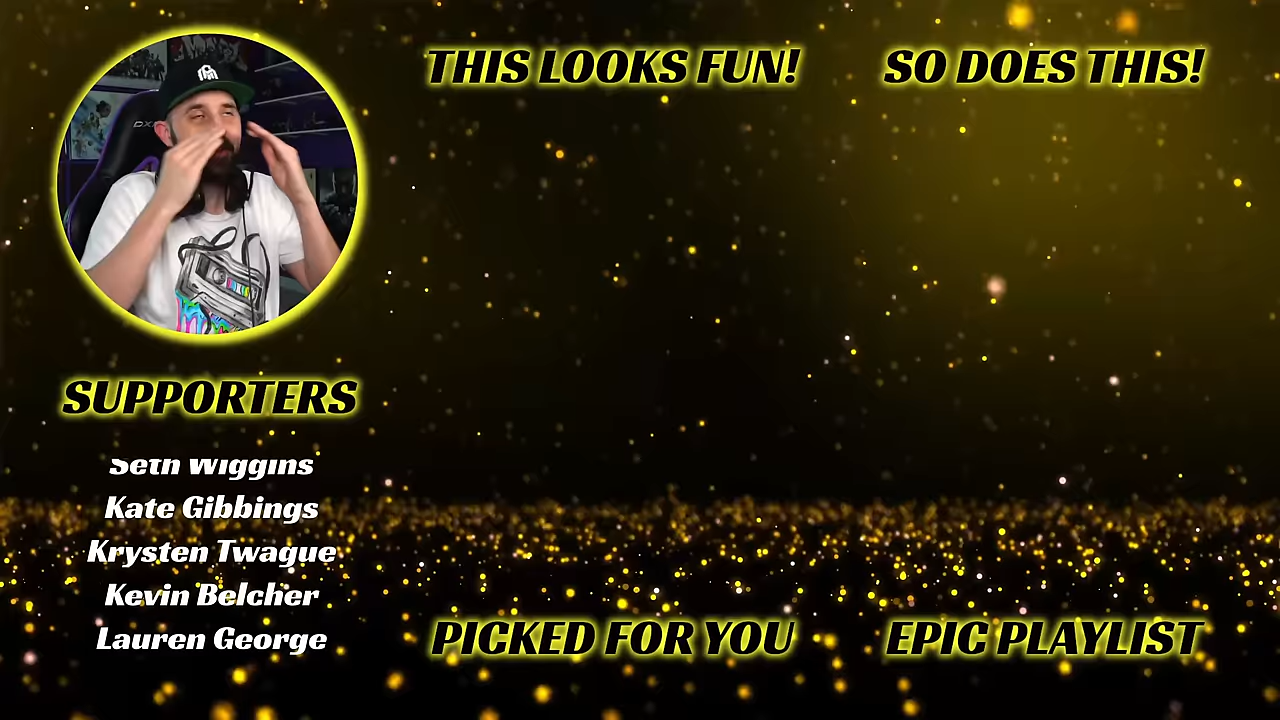 THIS LOOKS FUN!
SO DOES THIS!
SUPPORTERS
Seth Wiggins
Kate Gibbings
Krysten Twague
Kevin Belcher
Lauren George
PICKED FOR YOU
EPIC PLAYLIST